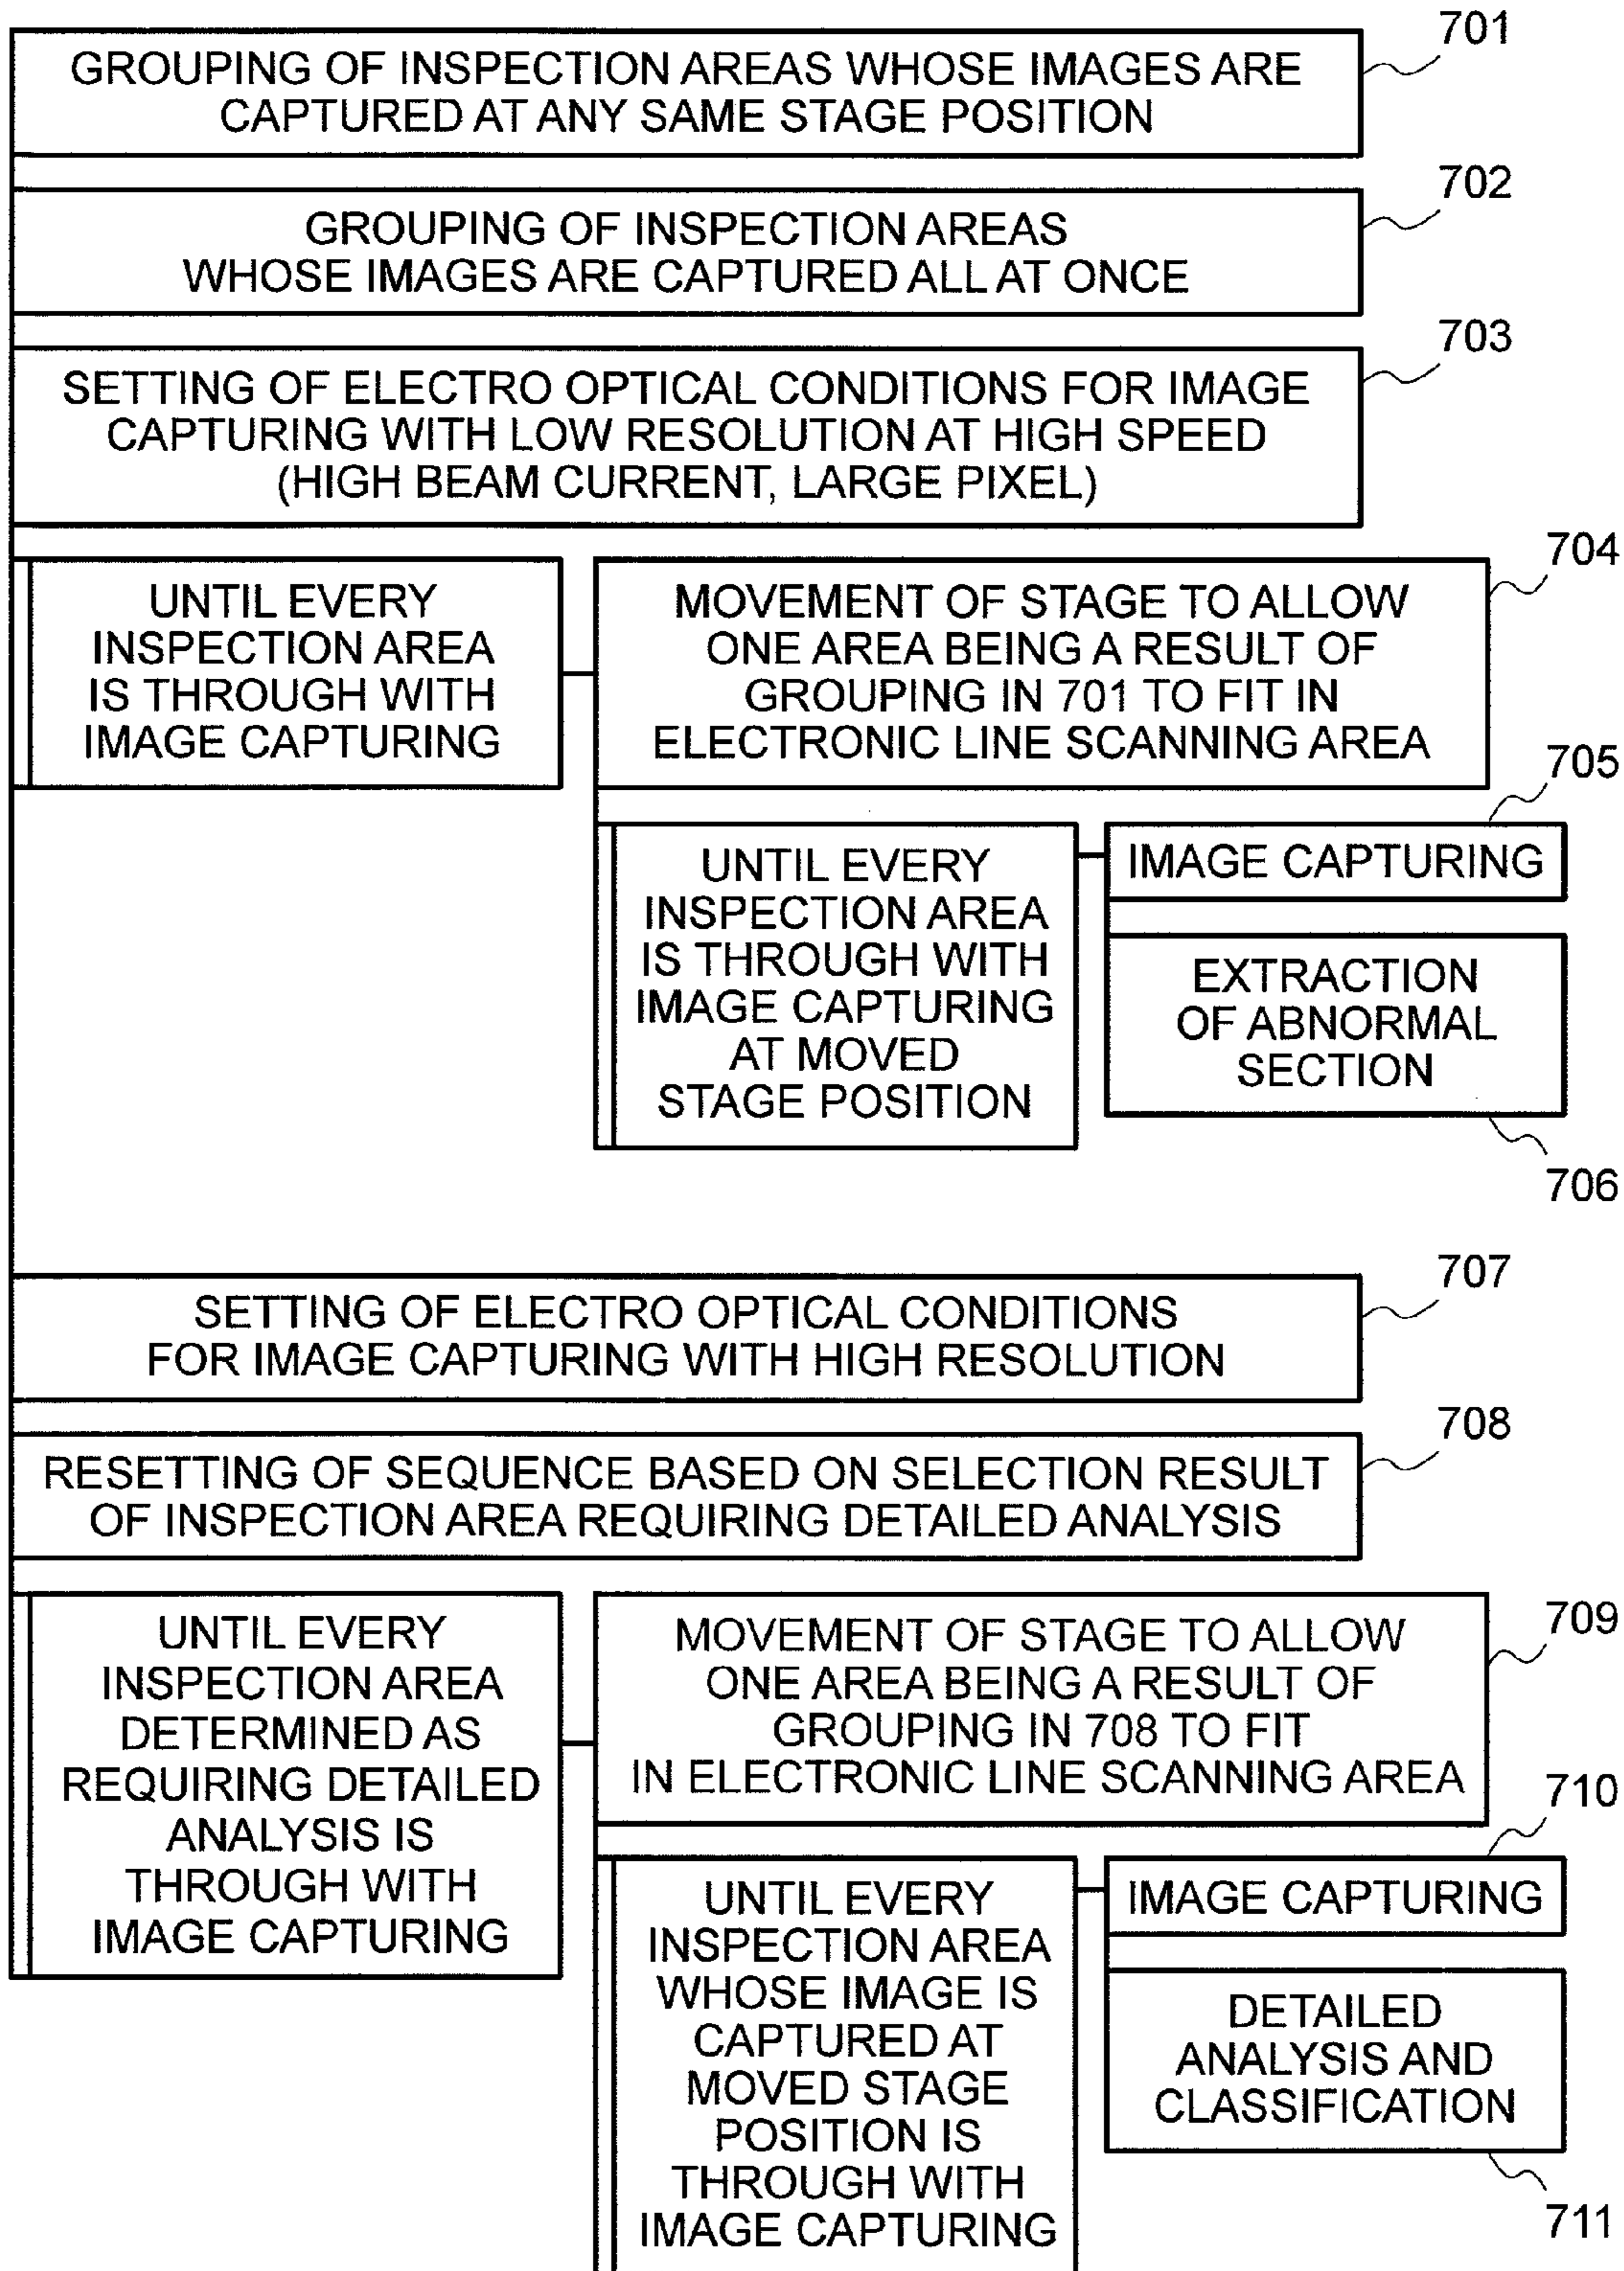 701
GROUPING OF INSPECTION AREAS WHOSE IMAGES ARE
CAPTURED AT ANY SAME STAGE POSITION
702
GROUPING OF INSPECTION AREAS
WHOSE IMAGES ARE CAPTURED ALL AT ONCE
703
SETTING OF ELECTRO OPTICAL CONDITIONS FOR IMAGE
CAPTURING WITH LOW RESOLUTION AT HIGH SPEED
(HIGH BEAM CURRENT, LARGE PIXEL)
UNTIL EVERY
INSPECTION AREA
IS THROUGH WITH
IMAGE CAPTURING
704
MOVEMENT OF STAGE TO ALLOW
ONE AREA BEING A RESULT OF
GROUPING IN 701 TO FIT IN
ELECTRONIC LINE SCANNING AREA
UNTIL EVERY
INSPECTION AREA
IS THROUGH WITH
IMAGE CAPTURING
AT MOVED
STAGE POSITION
705
IMAGE CAPTURING
EXTRACTION
OF ABNORMAL
SECTION
706
707
SETTING OF ELECTRO OPTICAL CONDITIONS
FOR IMAGE CAPTURING WITH HIGH RESOLUTION
708
RESETTING OF SEQUENCE BASED ON SELECTION RESULT
OF INSPECTION AREA REQUIRING DETAILED ANALYSIS
UNTIL EVERY
INSPECTION AREA
DETERMINED AS
REQUIRING DETAILED
ANALYSIS IS
THROUGH WITH
IMAGE CAPTURING
709
MOVEMENT OF STAGE TO ALLOW
ONE AREA BEING A RESULT OF
GROUPING IN 708 TO FIT
IN ELECTRONIC LINE SCANNING AREA
UNTIL EVERY
INSPECTION AREA
WHOSE IMAGE IS
CAPTURED AT
MOVED STAGE
POSITION IS
THROUGH WITH
IMAGE CAPTURING
710
IMAGE CAPTURING
DETAILED
ANALYSIS AND
CLASSIFICATION
711